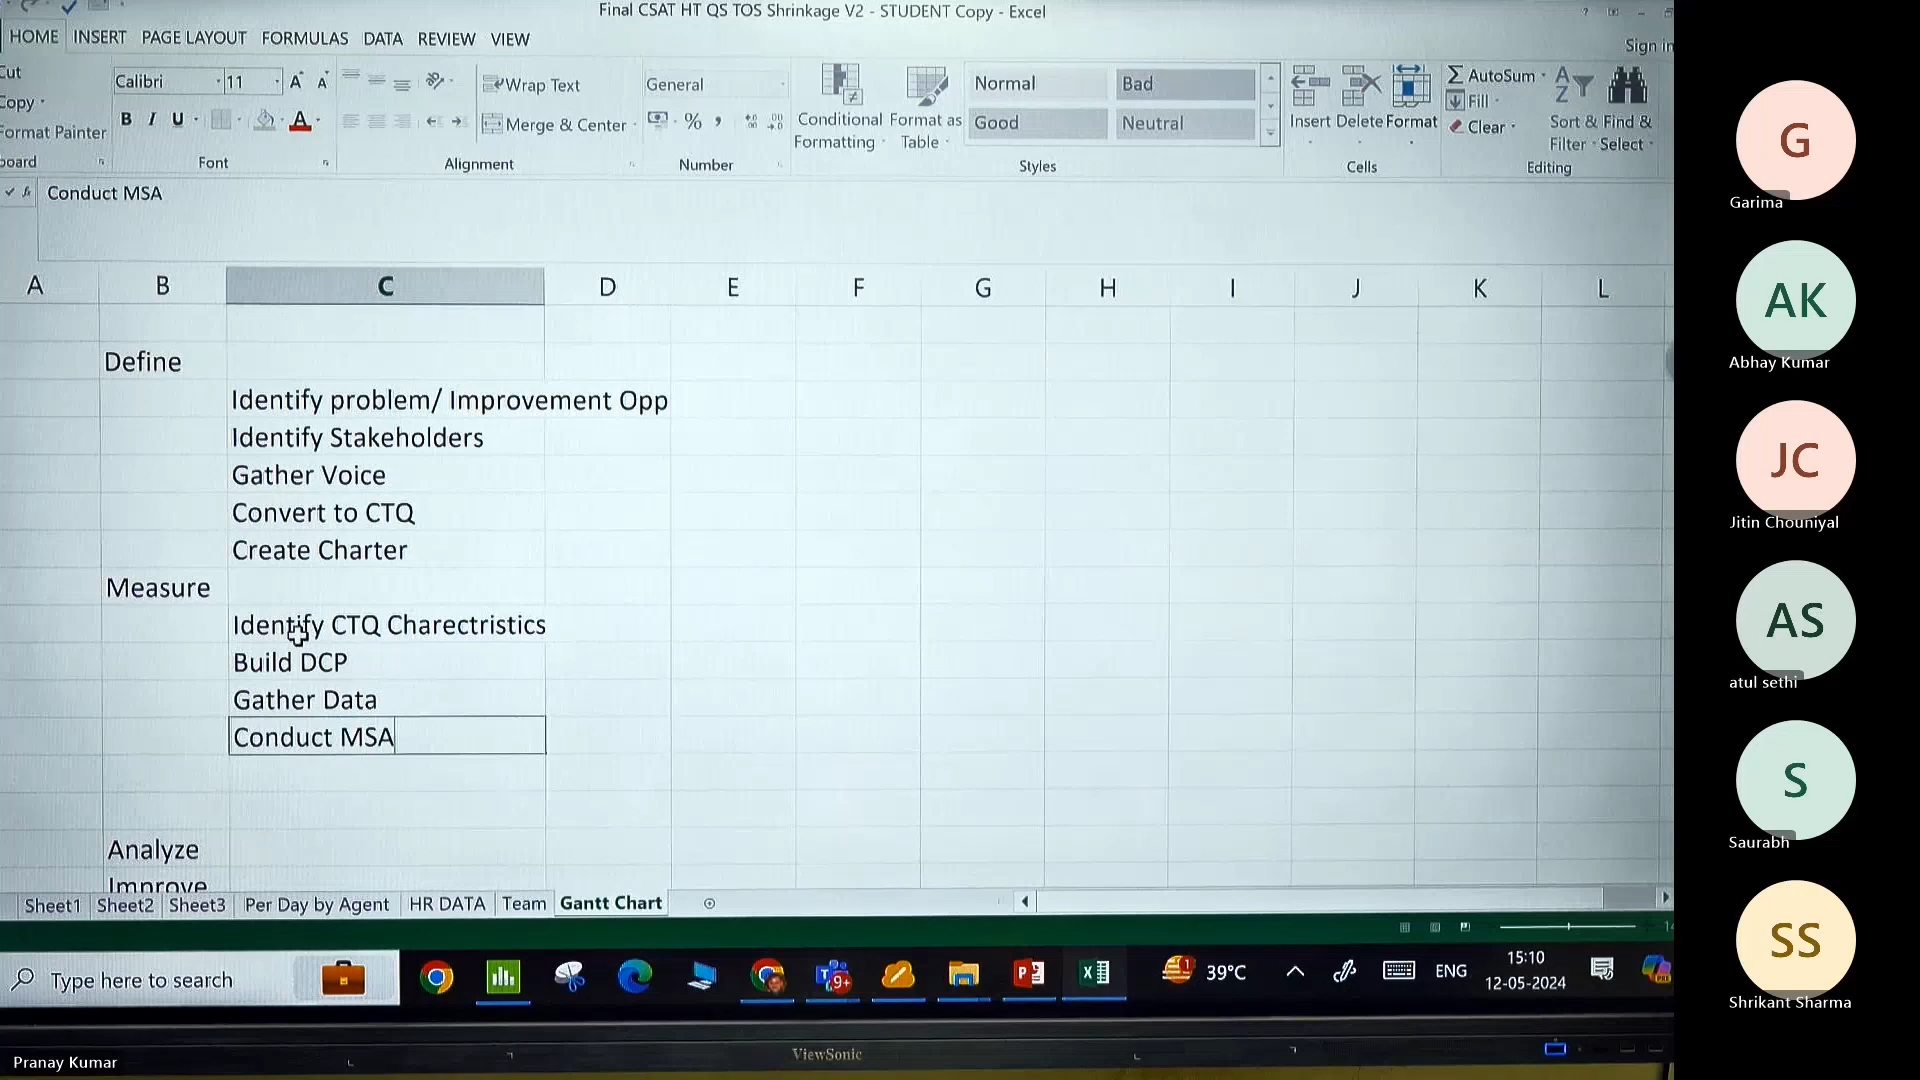 Final CSAT HT QS TOS Shrinkage V2 - STUDENT Copy - Excel
HOME INSERT PAGE LAYOUT FORMULAS DATA REVIEW VIEW
Sign in
Cut
Copy
Format Painter
board
Calibri 11
B I U
Font
Wrap Text
Merge & Center
Alignment
General
%
Number
Conditional Formatting
Format as Table
Normal Bad
Good Neutral
Styles
Insert Delete Format
Cells
AutoSum
Fill
Clear
Sort & Filter
Find & Select
Editing
Conduct MSA
A B C D E F G H I J K L
Define
Identify problem/ Improvement Opp
Identify Stakeholders
Gather Voice
Convert to CTQ
Create Charter
Measure
Identify CTQ Charectristics
Build DCP
Gather Data
Conduct MSA
Analyze
Improve
Sheet1 Sheet2 Sheet3 Per Day by Agent HR DATA Team Gantt Chart
Type here to search
9+
1
39°C
ENG
15:10
12-05-2024
ViewSonic
Pranay Kumar
G
Garima
AK
Abhay Kumar
JC
Jitin Chouniyal
AS
atul sethi
S
Saurabh
SS
Shrikant Sharma